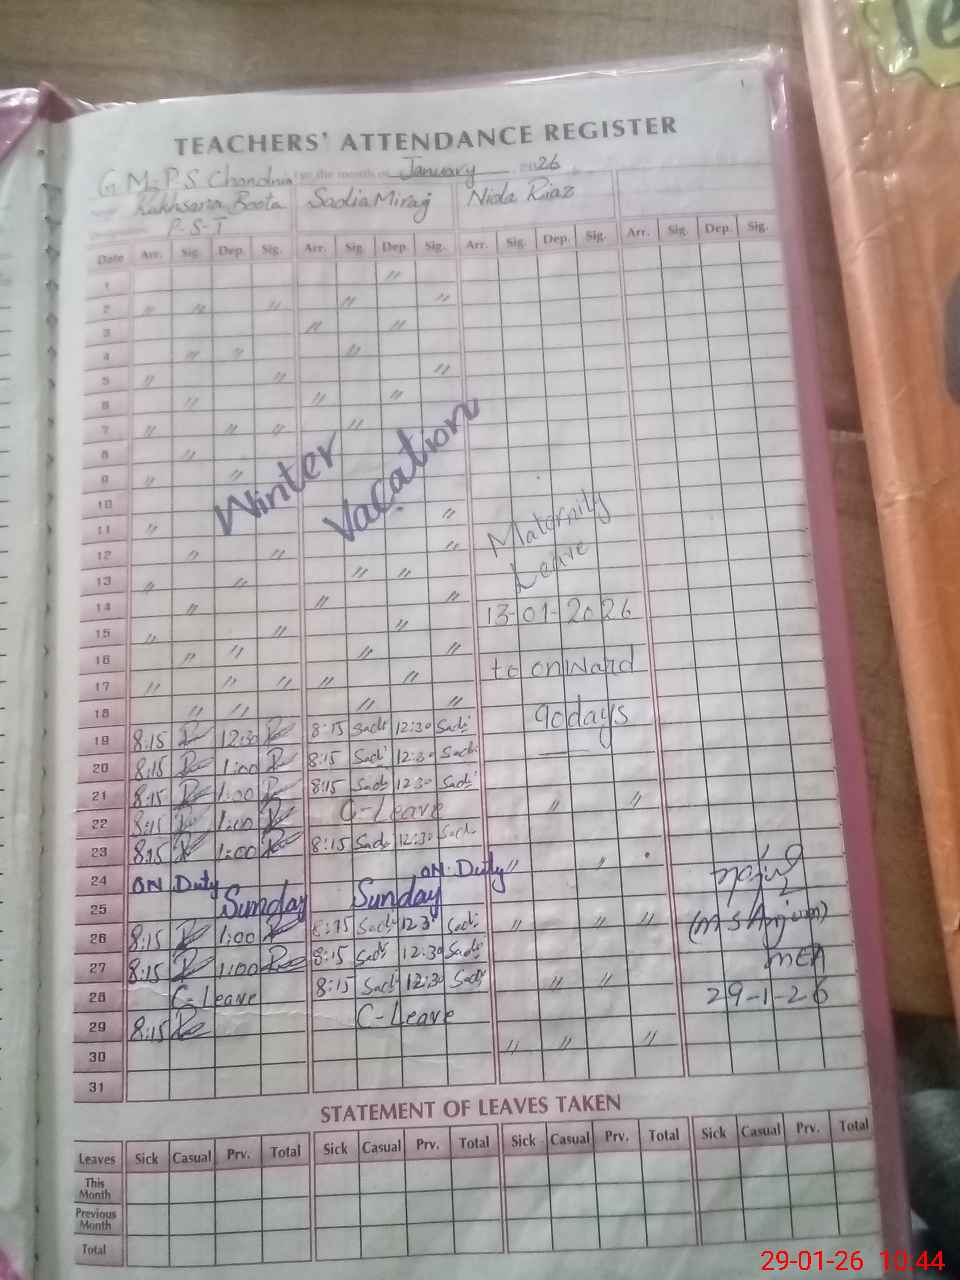 1
TEACHERS' ATTENDANCE REGISTER
G.M.P.S Chandnia for the month of January 2026
Rukhsana Boota Sadia Miraj Nida Riaz
P-S-T
Date Arr. Sig. Dep. Sig. Arr. Sig. Dep. Sig. Arr. Sig. Dep. Sig. Arr. Sig. Dep. Sig.
1 "
2 " " " " "
3 " "
4 " " "
5 " " "
6 " " "
7 " " " "
8 "
9 " "
Winter Vacation
10
11 " "
12 " " "
Maternity
Leave
13 " " " "
14 " " "
13-01-2026
15 " " "
16 " " " "
to onward
17 " " " " "
18 " " " "
90 days
19 8:15 12:30 8:15 Sadi 12:30 Sadi
20 8:15 1:00 8:15 Sadi 12:30 Sadi
21 8:15 1:00 8:15 Sadi 12:30 Sadi
22 8:15 1:00 C-Leave " "
23 8:15 1:00 8:15 Sadi 12:30 Sadi
24 ON Duty ON Duty " "
25 Sunday Sunday
26 8:15 1:00 8:15 Sadi 12:30 Sadi " " "
(M S Anjum)
27 8:15 1:00 8:15 Sadi 12:30 Sadi
MEA
28 C-Leave 8:15 Sadi 12:30 Sadi " "
29-1-26
29 8:15 C-Leave
30 " " "
31
STATEMENT OF LEAVES TAKEN
Leaves Sick Casual Prv. Total Sick Casual Prv. Total Sick Casual Prv. Total Sick Casual Prv. Total
This
Month
Previous
Month
Total
29-01-26 10:44